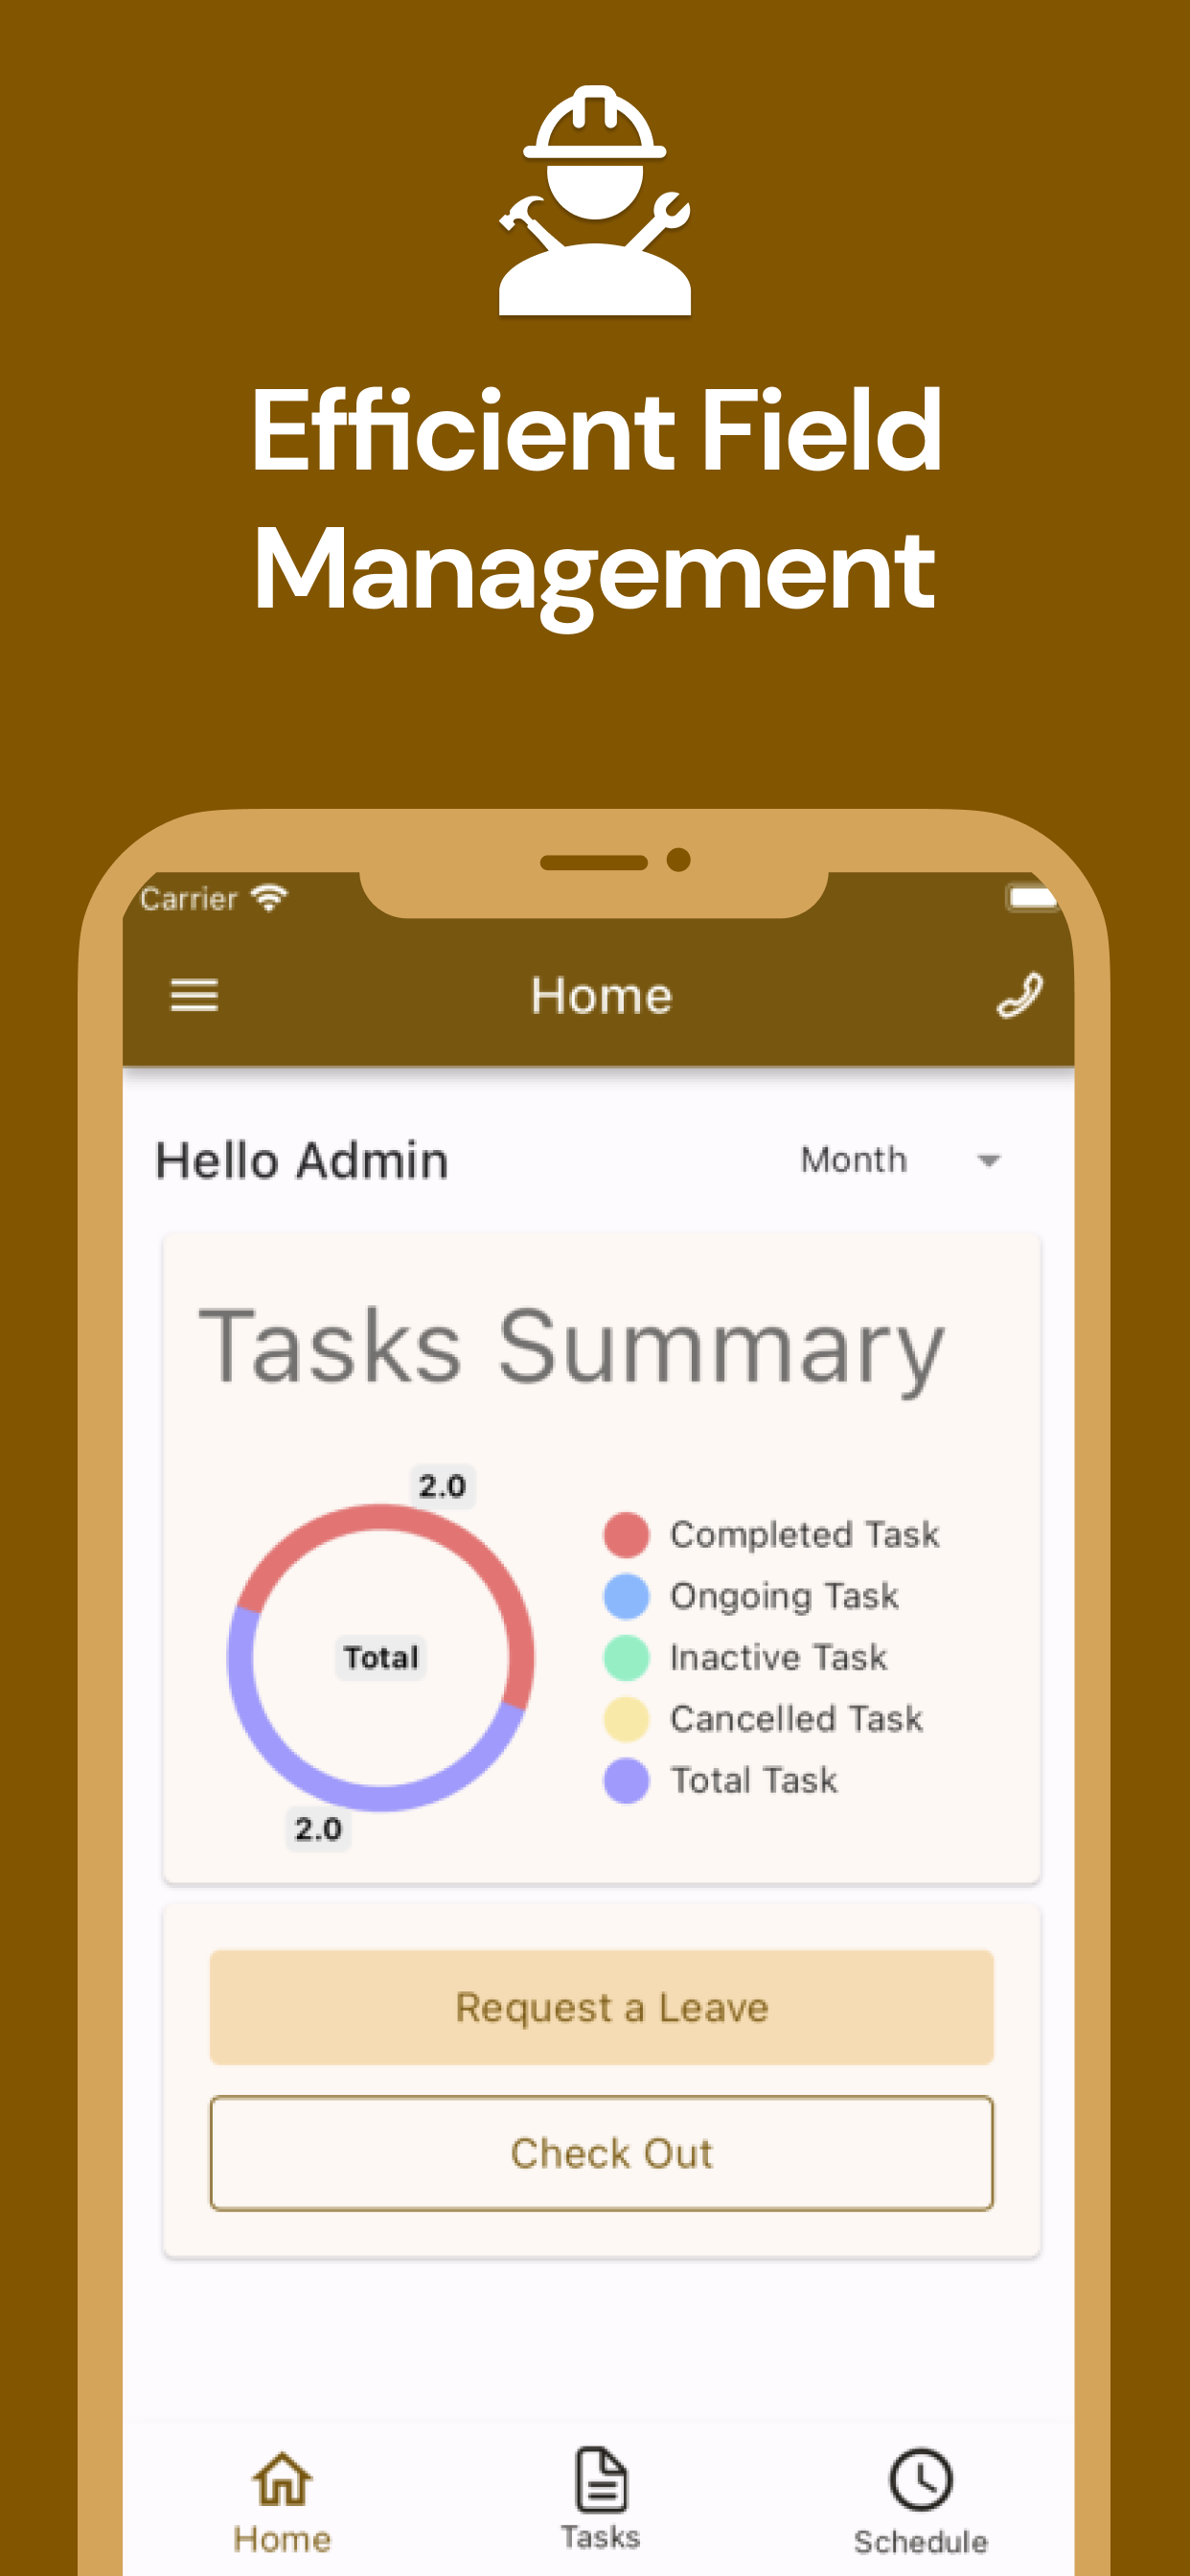 Efficient Field
Management
Carrier
Home
Hello Admin
Month
Tasks Summary
2.0
Completed Task
Ongoing Task
Total
Inactive Task
Cancelled Task
Total Task
2.0
Request a Leave
Check Out
Home
Tasks
Schedule